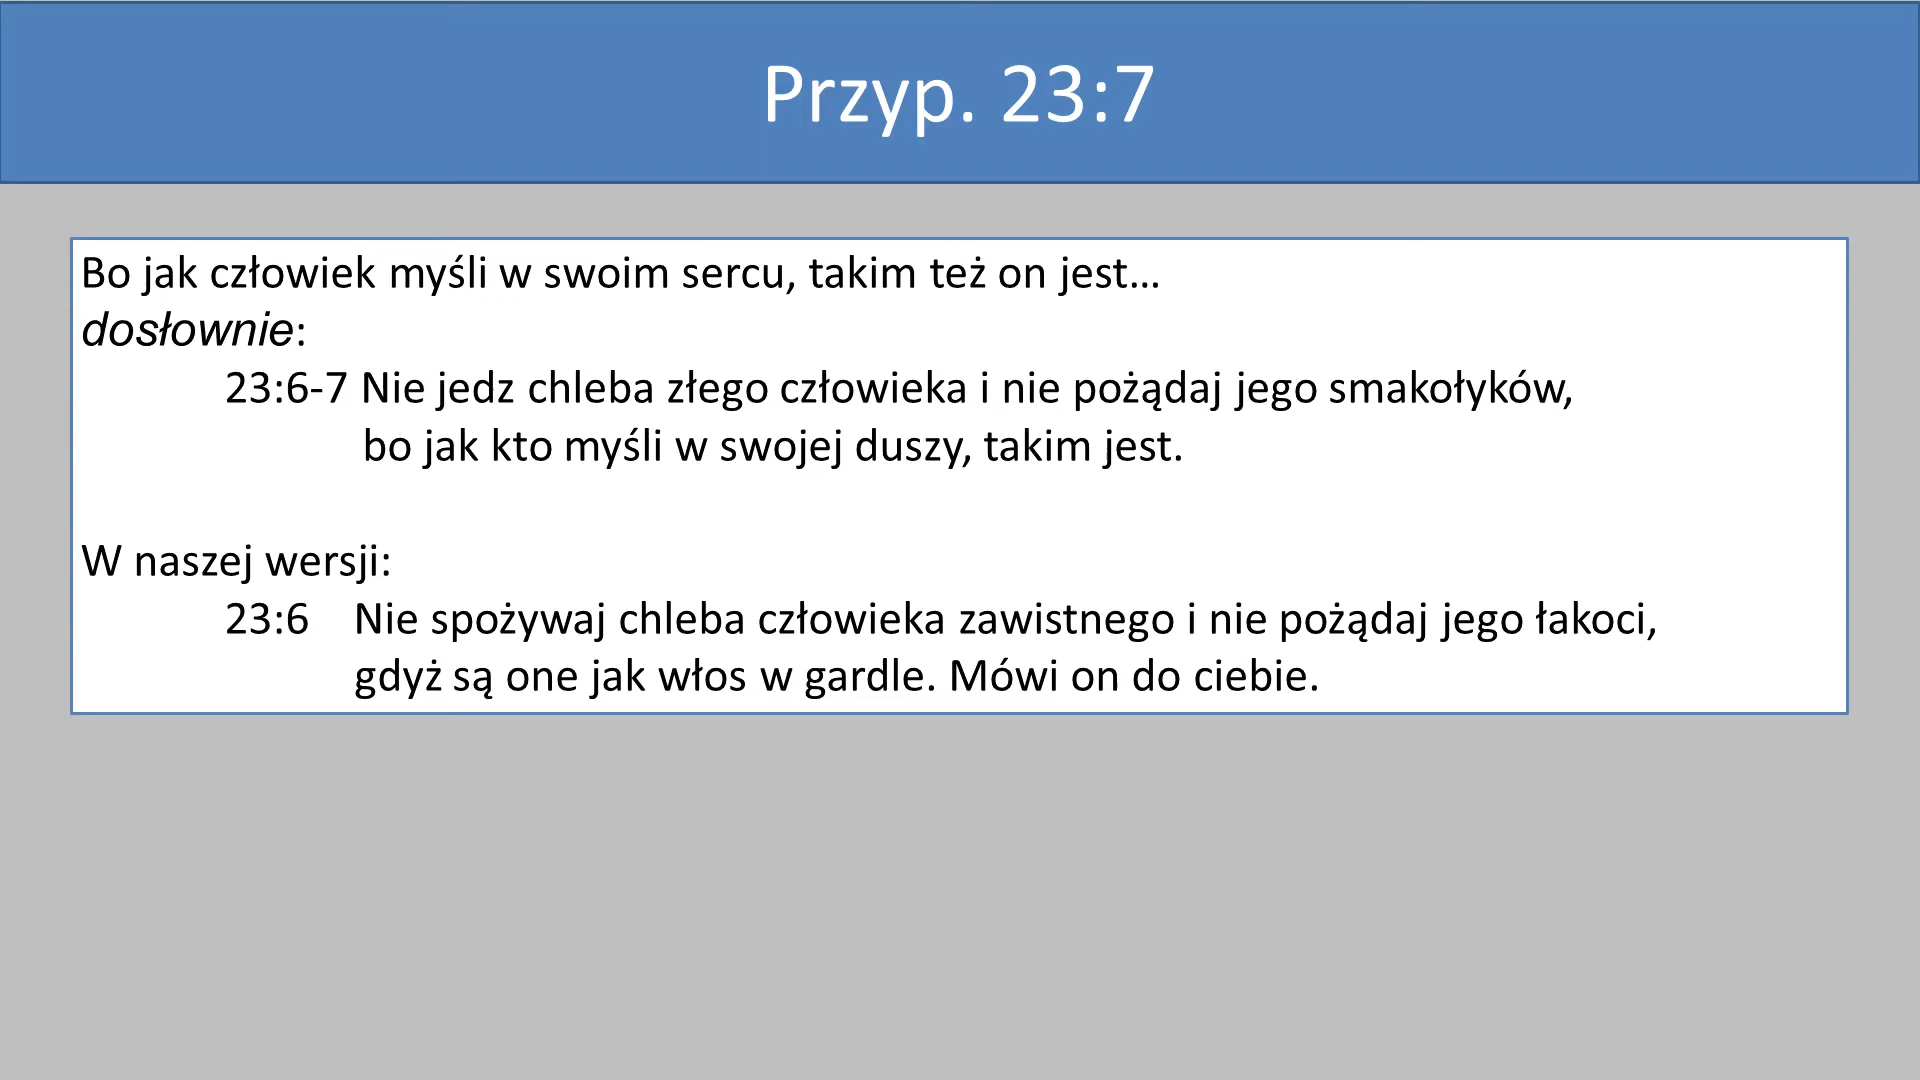 Przyp. 23:7
Bo jak człowiek myśli w swoim sercu, takim też on jest…
dosłownie:
23:6-7 Nie jedz chleba złego człowieka i nie pożądaj jego smakołyków,
bo jak kto myśli w swojej duszy, takim jest.
W naszej wersji:
23:6 Nie spożywaj chleba człowieka zawistnego i nie pożądaj jego łakoci,
gdyż są one jak włos w gardle. Mówi on do ciebie.